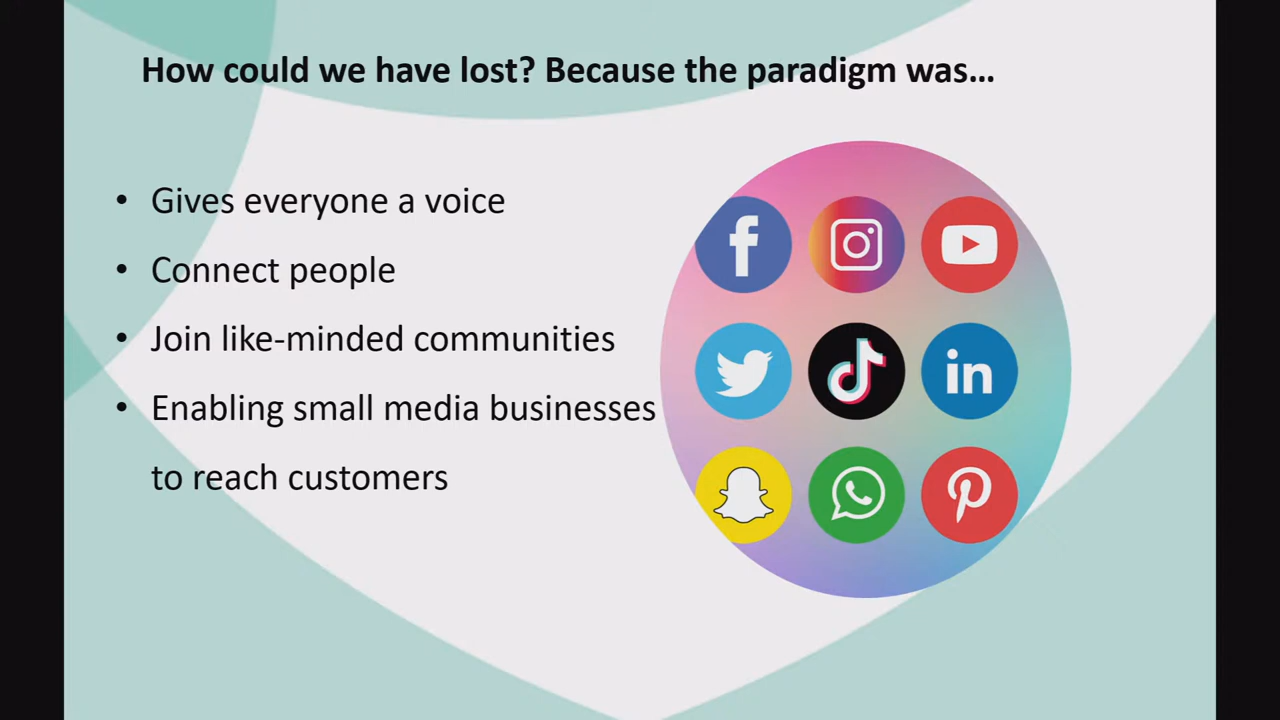 How could we have lost? Because the paradigm was...
• Gives everyone a voice
• Connect people
• Join like-minded communities
• Enabling small media businesses
to reach customers
f
in